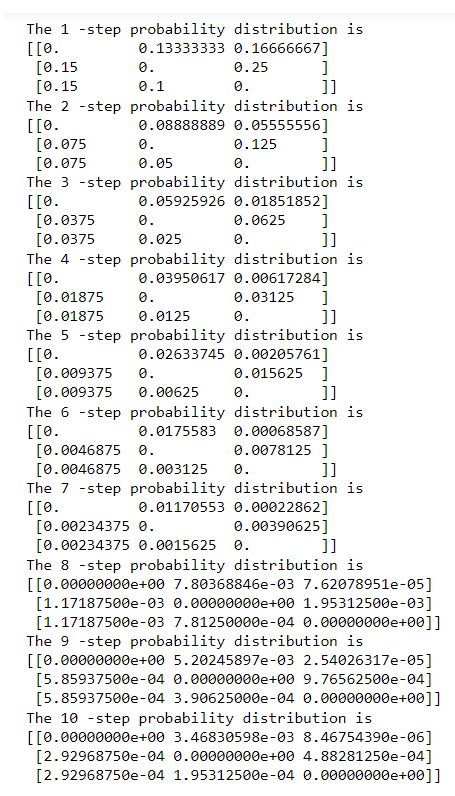 The 1 -step probability distribution is
[[0.         0.13333333 0.16666667]
 [0.15       0.         0.25      ]
 [0.15       0.1        0.        ]]
The 2 -step probability distribution is
[[0.         0.08888889 0.05555556]
 [0.075      0.         0.125     ]
 [0.075      0.05       0.        ]]
The 3 -step probability distribution is
[[0.         0.05925926 0.01851852]
 [0.0375     0.         0.0625    ]
 [0.0375     0.025      0.        ]]
The 4 -step probability distribution is
[[0.         0.03950617 0.00617284]
 [0.01875    0.         0.03125   ]
 [0.01875    0.0125     0.        ]]
The 5 -step probability distribution is
[[0.         0.02633745 0.00205761]
 [0.009375   0.         0.015625  ]
 [0.009375   0.00625    0.        ]]
The 6 -step probability distribution is
[[0.         0.0175583  0.00068587]
 [0.0046875  0.         0.0078125 ]
 [0.0046875  0.003125   0.        ]]
The 7 -step probability distribution is
[[0.         0.01170553 0.00022862]
 [0.00234375 0.         0.00390625]
 [0.00234375 0.0015625  0.        ]]
The 8 -step probability distribution is
[[0.00000000e+00 7.80368846e-03 7.62078951e-05]
 [1.17187500e-03 0.00000000e+00 1.95312500e-03]
 [1.17187500e-03 7.81250000e-04 0.00000000e+00]]
The 9 -step probability distribution is
[[0.00000000e+00 5.20245897e-03 2.54026317e-05]
 [5.85937500e-04 0.00000000e+00 9.76562500e-04]
 [5.85937500e-04 3.90625000e-04 0.00000000e+00]]
The 10 -step probability distribution is
[[0.00000000e+00 3.46830598e-03 8.46754390e-06]
 [2.92968750e-04 0.00000000e+00 4.88281250e-04]
 [2.92968750e-04 1.95312500e-04 0.00000000e+00]]